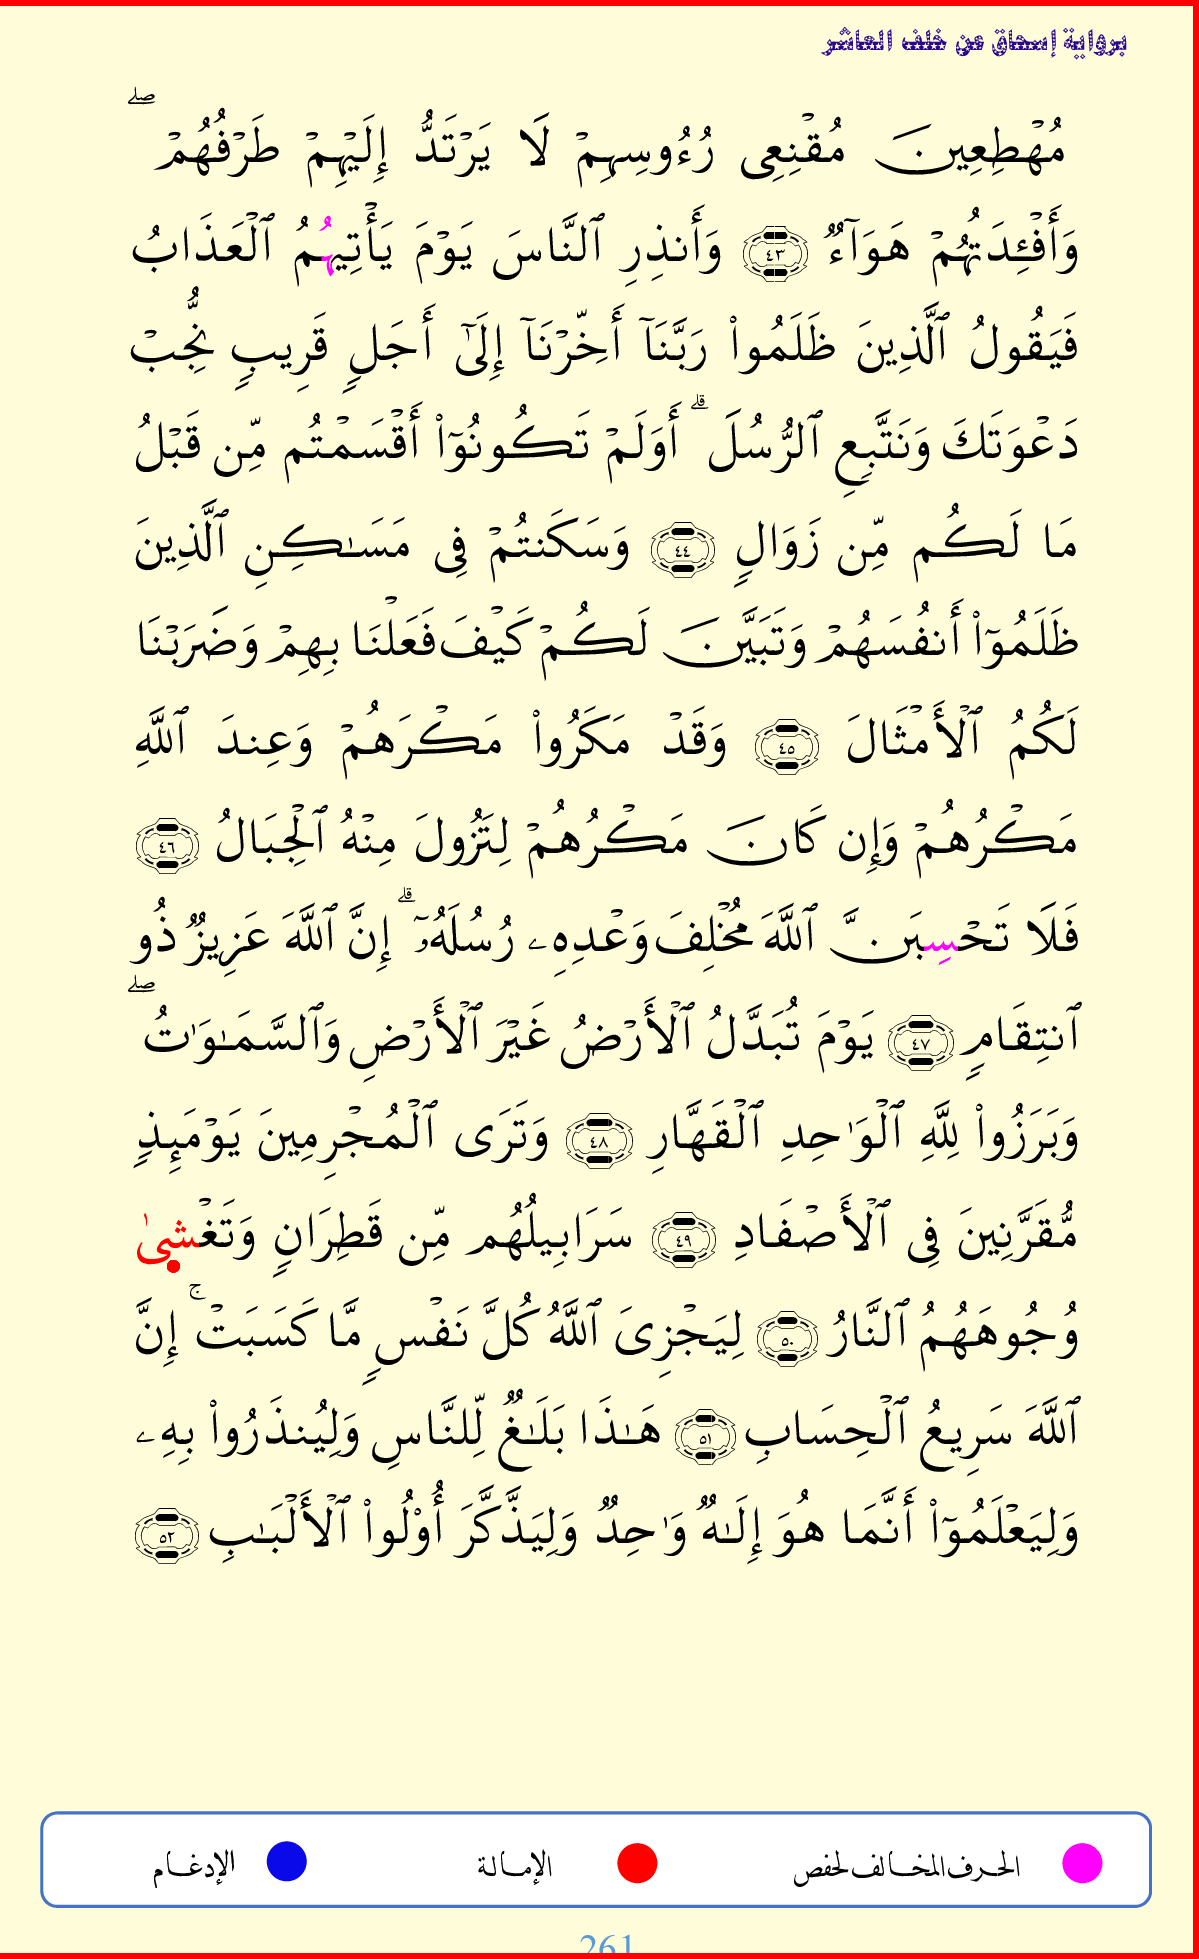 برواية إسحاق عن خلف العاشر
مُهْطِعِينَ مُقْنِعِى رُءُوسِهِمْ لَا يَرْتَدُّ إِلَيْهِمْ طَرْفُهُمْ ۖ
وَأَفْـِٔدَتُهُمْ هَوَآءٌ ٤٣ وَأَنذِرِ ٱلنَّاسَ يَوْمَ يَأْتِيهُمُ ٱلْعَذَابُ
فَيَقُولُ ٱلَّذِينَ ظَلَمُوا۟ رَبَّنَآ أَخِّرْنَآ إِلَىٰٓ أَجَلٍ قَرِيبٍ نُّجِبْ
دَعْوَتَكَ وَنَتَّبِعِ ٱلرُّسُلَ ۗ أَوَلَمْ تَكُونُوٓا۟ أَقْسَمْتُم مِّن قَبْلُ
مَا لَكُم مِّن زَوَالٍ ٤٤ وَسَكَنتُمْ فِى مَسَـٰكِنِ ٱلَّذِينَ
ظَلَمُوٓا۟ أَنفُسَهُمْ وَتَبَيَّنَ لَكُمْ كَيْفَ فَعَلْنَا بِهِمْ وَضَرَبْنَا
لَكُمُ ٱلْأَمْثَالَ ٤٥ وَقَدْ مَكَرُوا۟ مَكْرَهُمْ وَعِندَ ٱللَّهِ
مَكْرُهُمْ وَإِن كَانَ مَكْرُهُمْ لِتَزُولَ مِنْهُ ٱلْجِبَالُ ٤٦
فَلَا تَحْسِبَنَّ ٱللَّهَ مُخْلِفَ وَعْدِهِۦ رُسُلَهُۥٓ ۗ إِنَّ ٱللَّهَ عَزِيزٌ ذُو
ٱنتِقَامٍ ٤٧ يَوْمَ تُبَدَّلُ ٱلْأَرْضُ غَيْرَ ٱلْأَرْضِ وَٱلسَّمَـٰوَٰتُ ۖ
وَبَرَزُوا۟ لِلَّهِ ٱلْوَٰحِدِ ٱلْقَهَّارِ ٤٨ وَتَرَى ٱلْمُجْرِمِينَ يَوْمَئِذٍ
مُّقَرَّنِينَ فِى ٱلْأَصْفَادِ ٤٩ سَرَابِيلُهُم مِّن قَطِرَانٍ وَتَغْشَىٰ
وُجُوهَهُمُ ٱلنَّارُ ٥٠ لِيَجْزِىَ ٱللَّهُ كُلَّ نَفْسٍ مَّا كَسَبَتْ ۚ إِنَّ
ٱللَّهَ سَرِيعُ ٱلْحِسَابِ ٥١ هَـٰذَا بَلَـٰغٌ لِّلنَّاسِ وَلِيُنذَرُوا۟ بِهِۦ
وَلِيَعْلَمُوٓا۟ أَنَّمَا هُوَ إِلَـٰهٌ وَٰحِدٌ وَلِيَذَّكَّرَ أُو۟لُوا۟ ٱلْأَلْبَـٰبِ ٥٢
الحرف المخالف لحفص الإمالة الإدغام
261